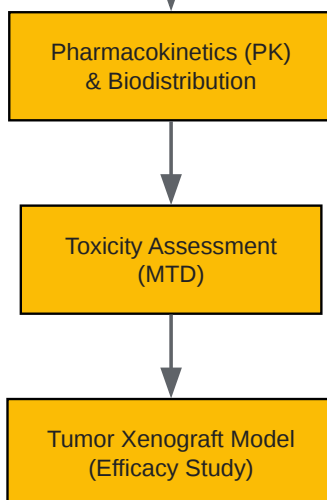 Pharmacokinetics (PK)
& Biodistribution
Toxicity Assessment
(MTD)
Tumor Xenograft Model
(Efficacy Study)